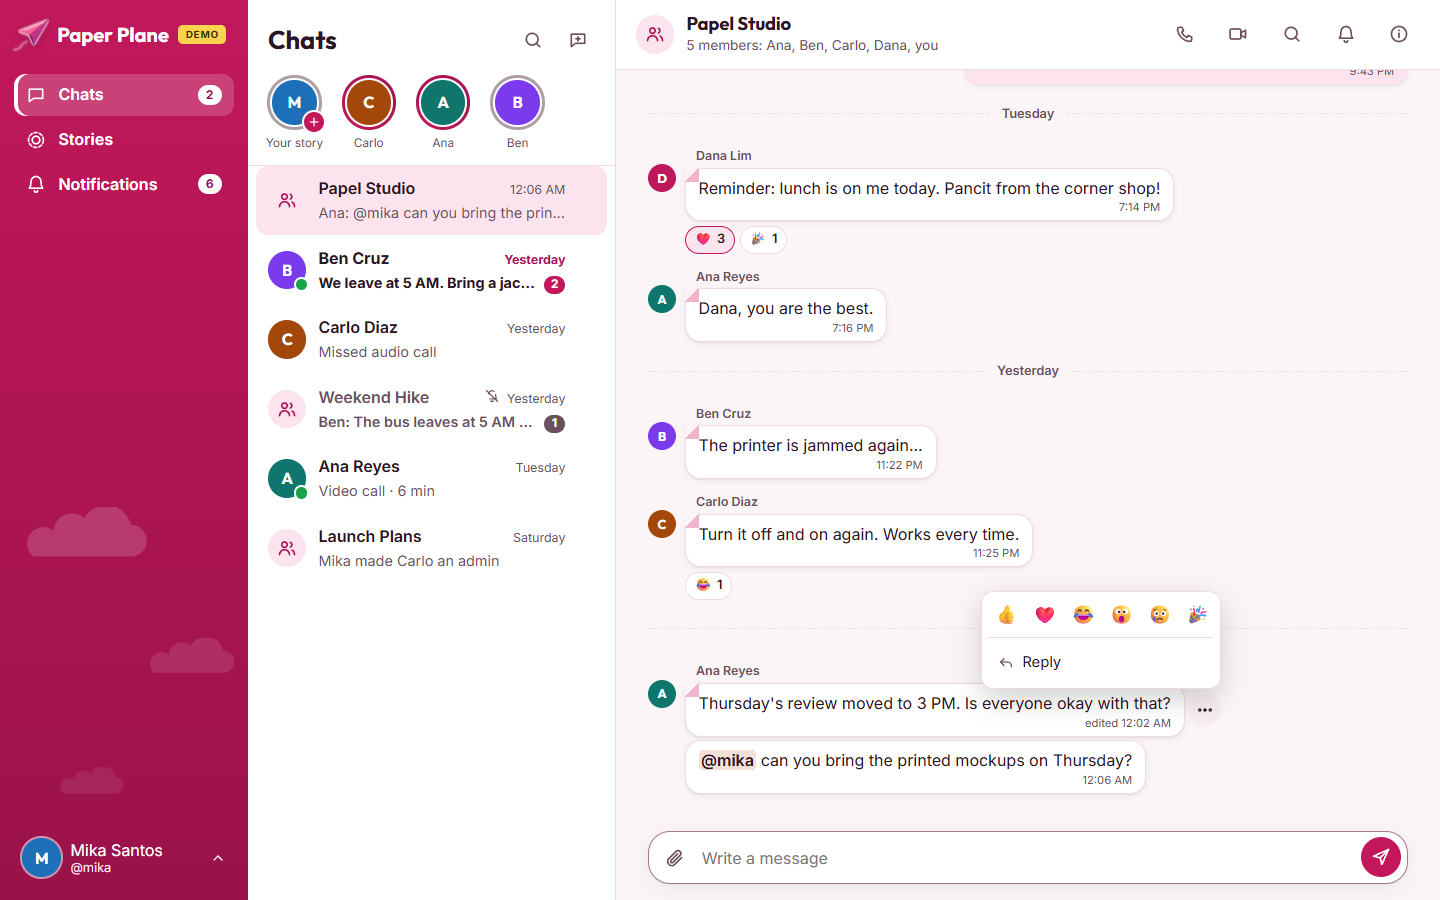 Paper Plane DEMO
Chats 2
Stories
Notifications 6
M
Mika Santos
@mika
Chats
M
C
A
B
Your story
Carlo
Ana
Ben
Papel Studio 12:06 AM
Ana: @mika can you bring the prin...
B
Ben Cruz Yesterday
We leave at 5 AM. Bring a jac... 2
C
Carlo Diaz Yesterday
Missed audio call
Weekend Hike Yesterday
Ben: The bus leaves at 5 AM ... 1
A
Ana Reyes Tuesday
Video call · 6 min
Launch Plans Saturday
Mika made Carlo an admin
Papel Studio
5 members: Ana, Ben, Carlo, Dana, you
9:43 PM
Tuesday
Dana Lim
D
Reminder: lunch is on me today. Pancit from the corner shop!
7:14 PM
❤️ 3 🎉 1
Ana Reyes
A
Dana, you are the best.
7:16 PM
Yesterday
Ben Cruz
B
The printer is jammed again...
11:22 PM
Carlo Diaz
C
Turn it off and on again. Works every time.
11:25 PM
😂 1
👍 ❤️ 😂 😮 😢 🎉
Reply
Ana Reyes
A
Thursday's review moved to 3 PM. Is everyone okay with that?
edited 12:02 AM
@mika can you bring the printed mockups on Thursday?
12:06 AM
Write a message